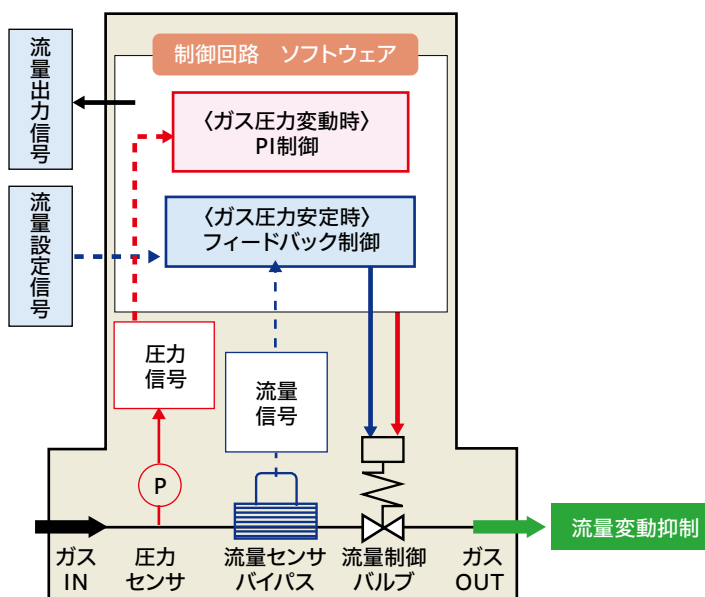 制御回路 ソフトウェア
流量出力信号
〈ガス圧力変動時〉
PI制御
流量設定信号
〈ガス圧力安定時〉
フィードバック制御
圧力
信号
流量
信号
P
流量変動抑制
ガス
IN
圧力
センサ
流量センサ
バイパス
流量制御
バルブ
ガス
OUT